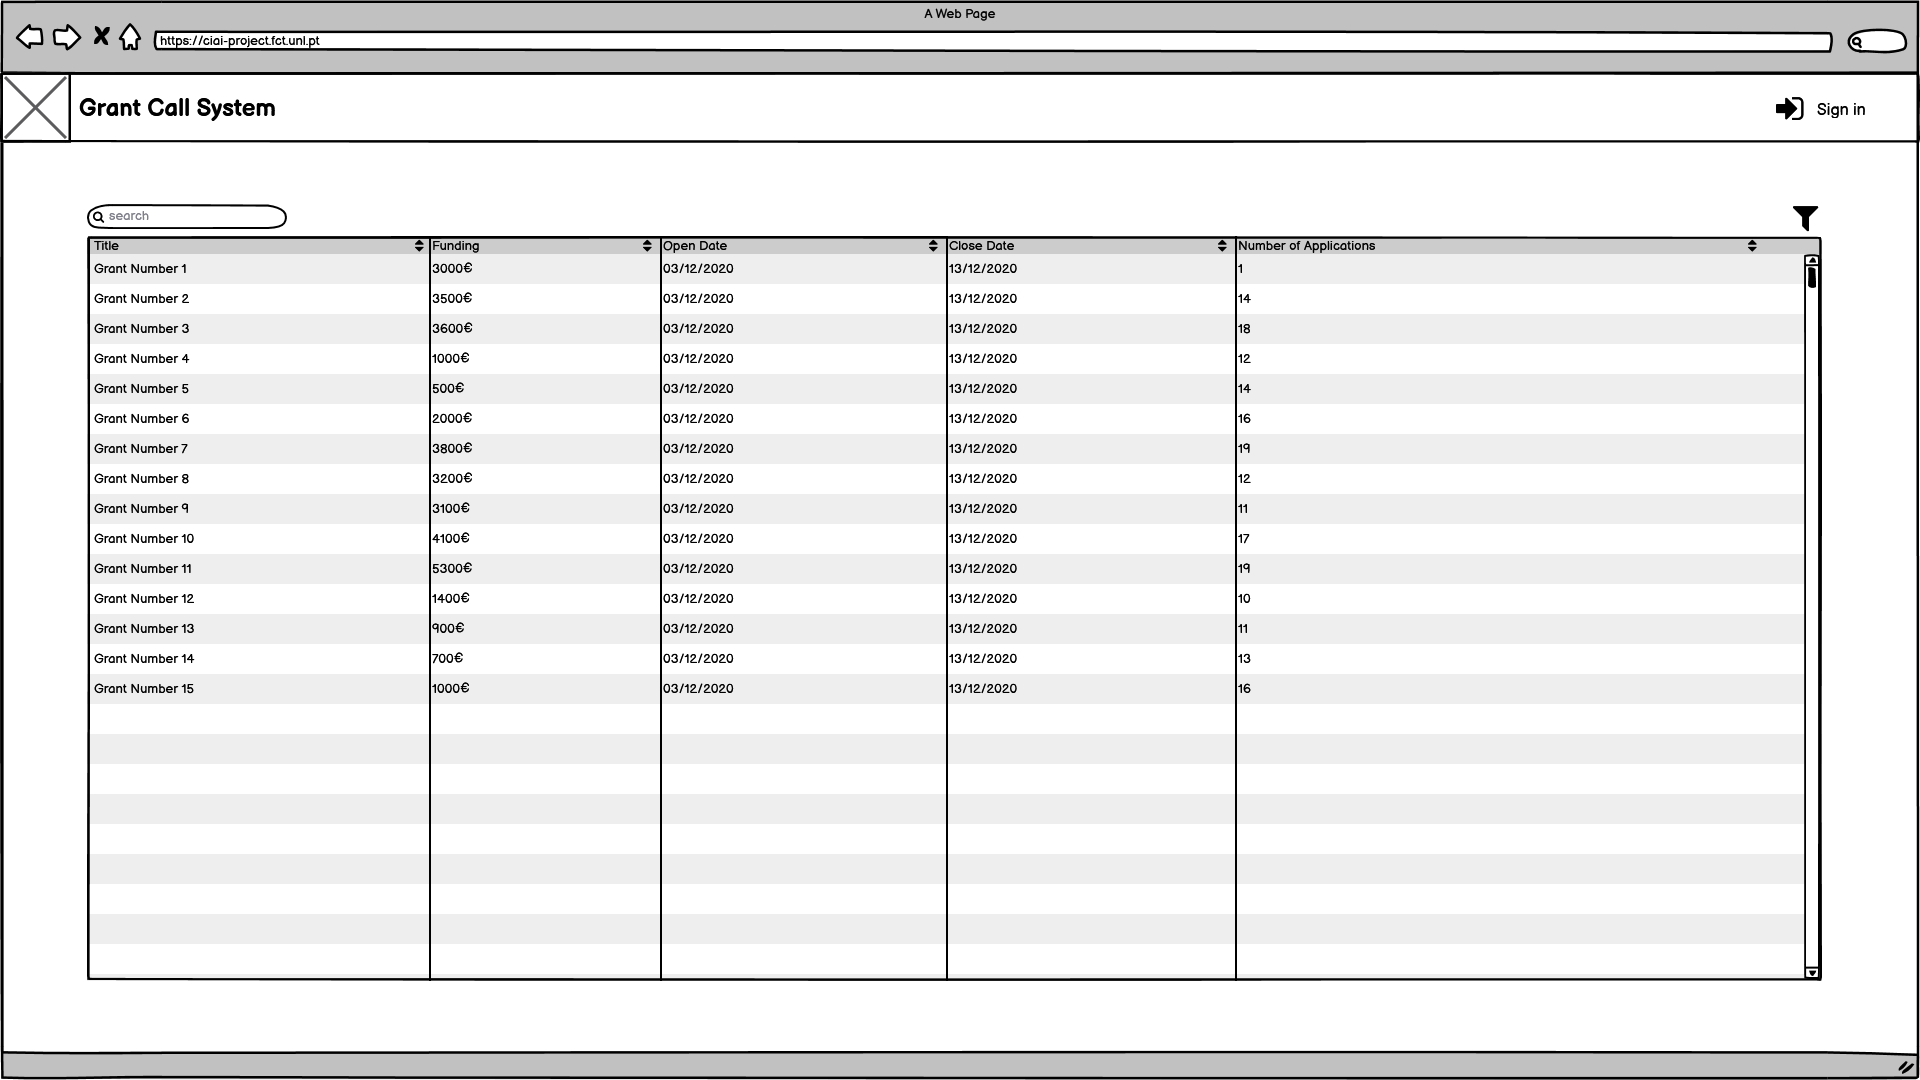 A Web Page
https://ciai-project.fct.unl.pt
Grant Call System
Sign in
search
Title Funding Open Date Close Date Number of Applications
Grant Number 1 3000€ 03/12/2020 13/12/2020 1
Grant Number 2 3500€ 03/12/2020 13/12/2020 14
Grant Number 3 3600€ 03/12/2020 13/12/2020 18
Grant Number 4 1000€ 03/12/2020 13/12/2020 12
Grant Number 5 500€ 03/12/2020 13/12/2020 14
Grant Number 6 2000€ 03/12/2020 13/12/2020 16
Grant Number 7 3800€ 03/12/2020 13/12/2020 19
Grant Number 8 3200€ 03/12/2020 13/12/2020 12
Grant Number 9 3100€ 03/12/2020 13/12/2020 11
Grant Number 10 4100€ 03/12/2020 13/12/2020 17
Grant Number 11 5300€ 03/12/2020 13/12/2020 19
Grant Number 12 1400€ 03/12/2020 13/12/2020 10
Grant Number 13 900€ 03/12/2020 13/12/2020 11
Grant Number 14 700€ 03/12/2020 13/12/2020 13
Grant Number 15 1000€ 03/12/2020 13/12/2020 16